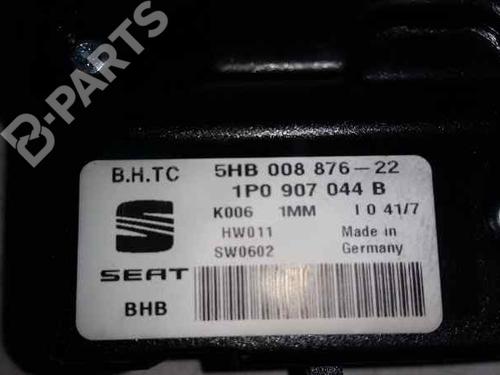 B-PARTS
B.H.TC 5HB 008 876-22
1P0 907 044 B
K006 1MM I 0 41/7
HW011 Made in
SW0602 Germany
SEAT
BHB